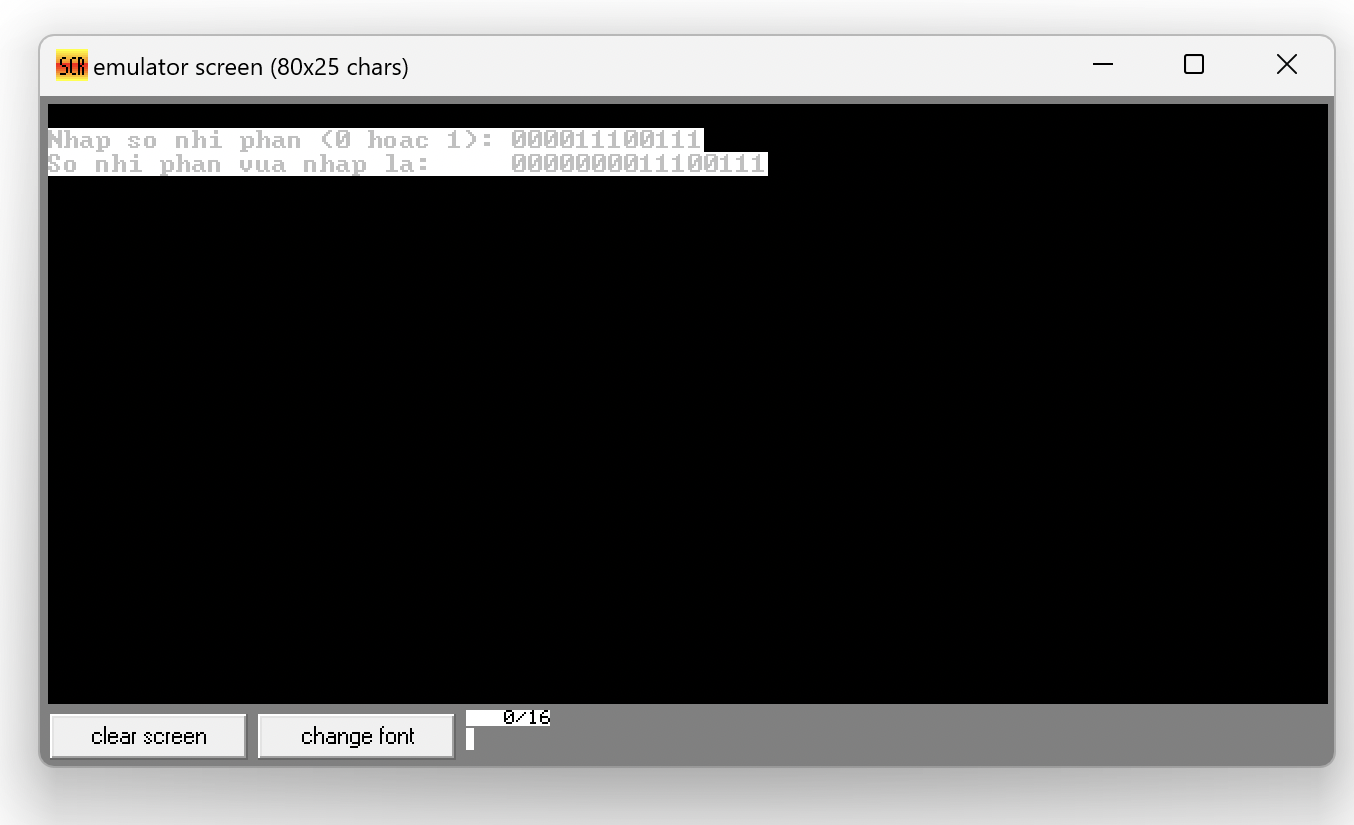 SCR emulator screen (80x25 chars)
Nhap so nhi phan (0 hoac 1): 000011100111
So nhi phan vua nhap la:     0000000011100111
clear screen
change font
0/16